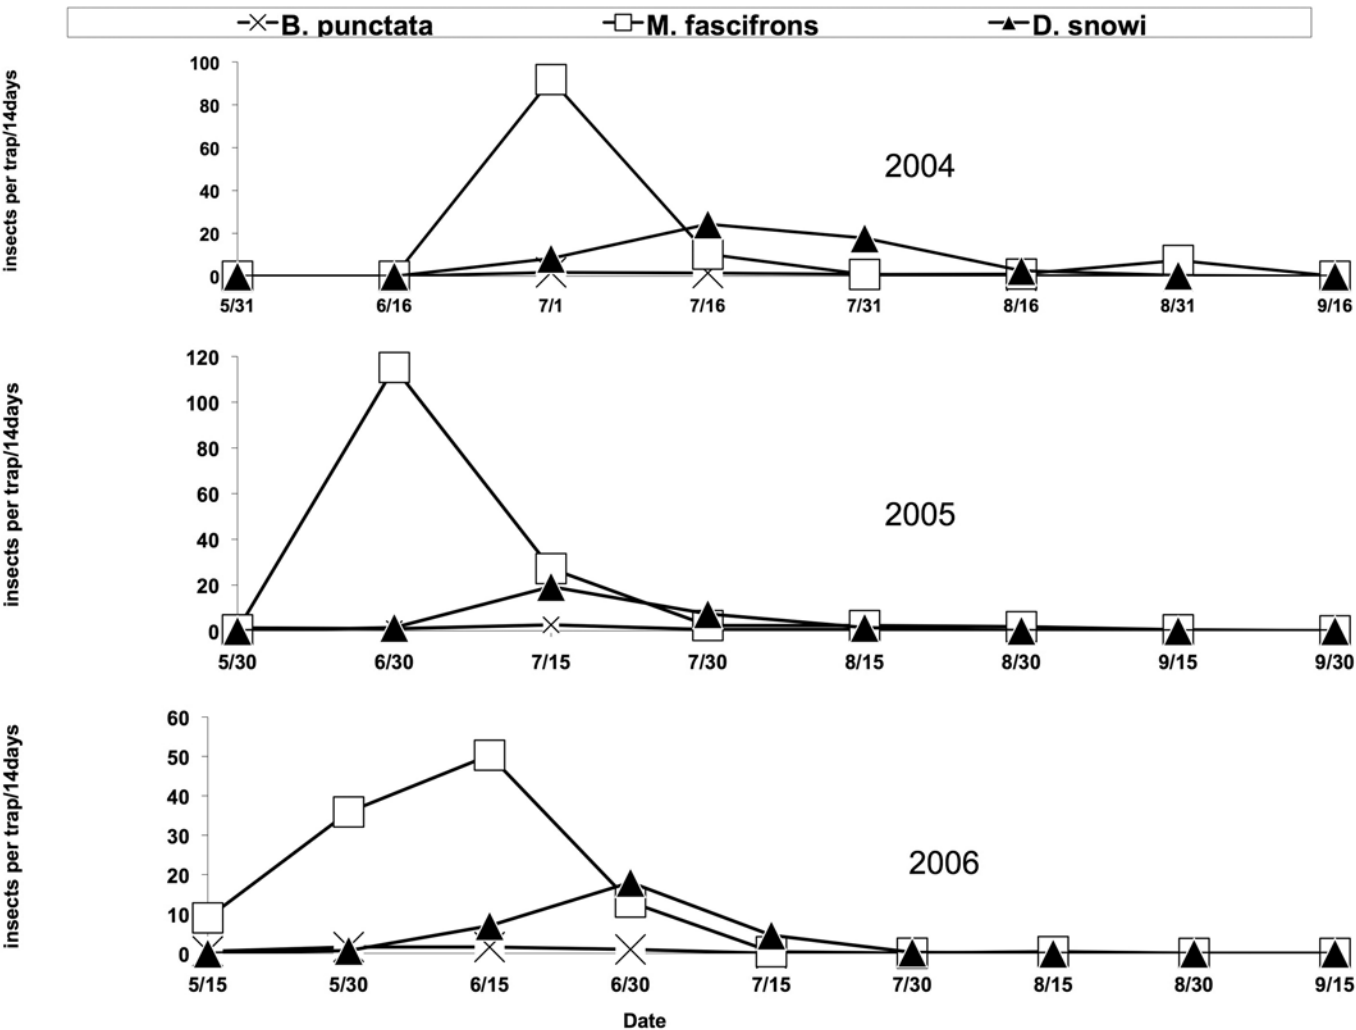 B. punctata M. fascifrons D. snowi
insects per trap/14days
100
80
60
40
20
0
2004
5/31 6/16 7/1 7/16 7/31 8/16 8/31 9/16
insects per trap/14days
120
100
80
60
40
20
0
2005
5/30 6/30 7/15 7/30 8/15 8/30 9/15 9/30
insects per trap/14days
60
50
40
30
20
10
0
2006
5/15 5/30 6/15 6/30 7/15 7/30 8/15 8/30 9/15
Date